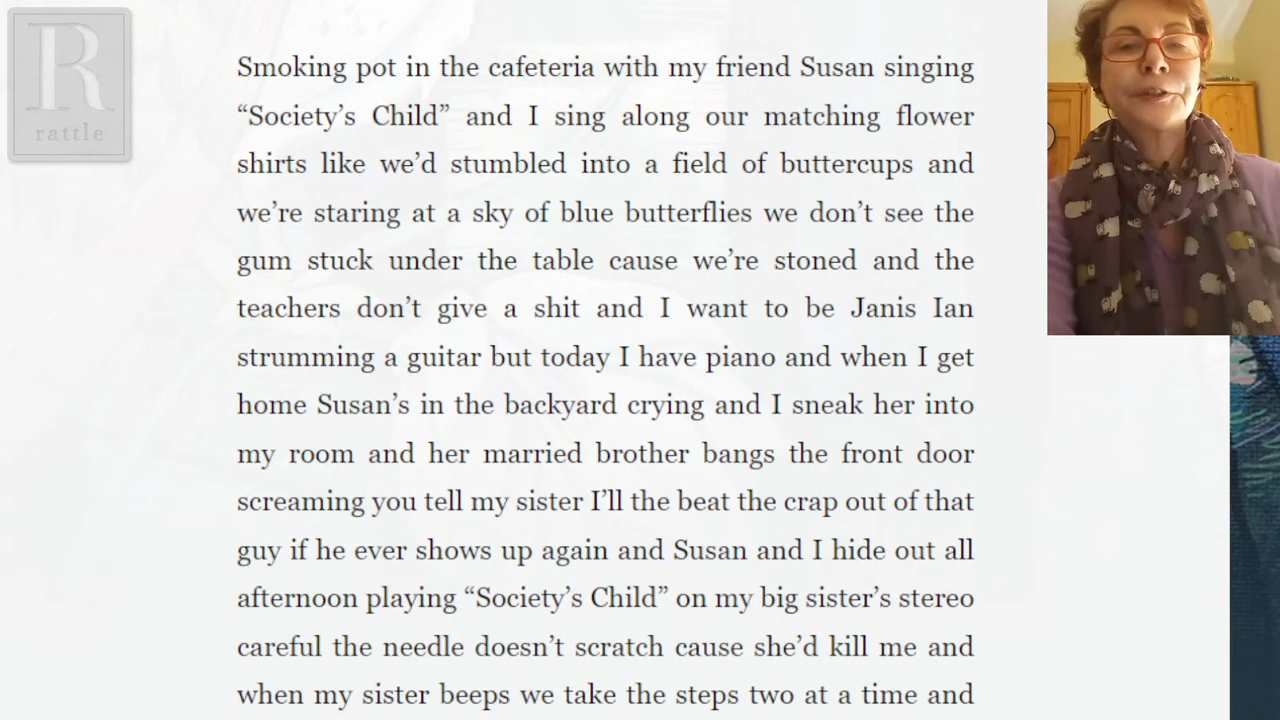 R
rattle
Smoking pot in the cafeteria with my friend Susan singing
“Society’s Child” and I sing along our matching flower
shirts like we’d stumbled into a field of buttercups and
we’re staring at a sky of blue butterflies we don’t see the
gum stuck under the table cause we’re stoned and the
teachers don’t give a shit and I want to be Janis Ian
strumming a guitar but today I have piano and when I get
home Susan’s in the backyard crying and I sneak her into
my room and her married brother bangs the front door
screaming you tell my sister I’ll the beat the crap out of that
guy if he ever shows up again and Susan and I hide out all
afternoon playing “Society’s Child” on my big sister’s stereo
careful the needle doesn’t scratch cause she’d kill me and
when my sister beeps we take the steps two at a time and